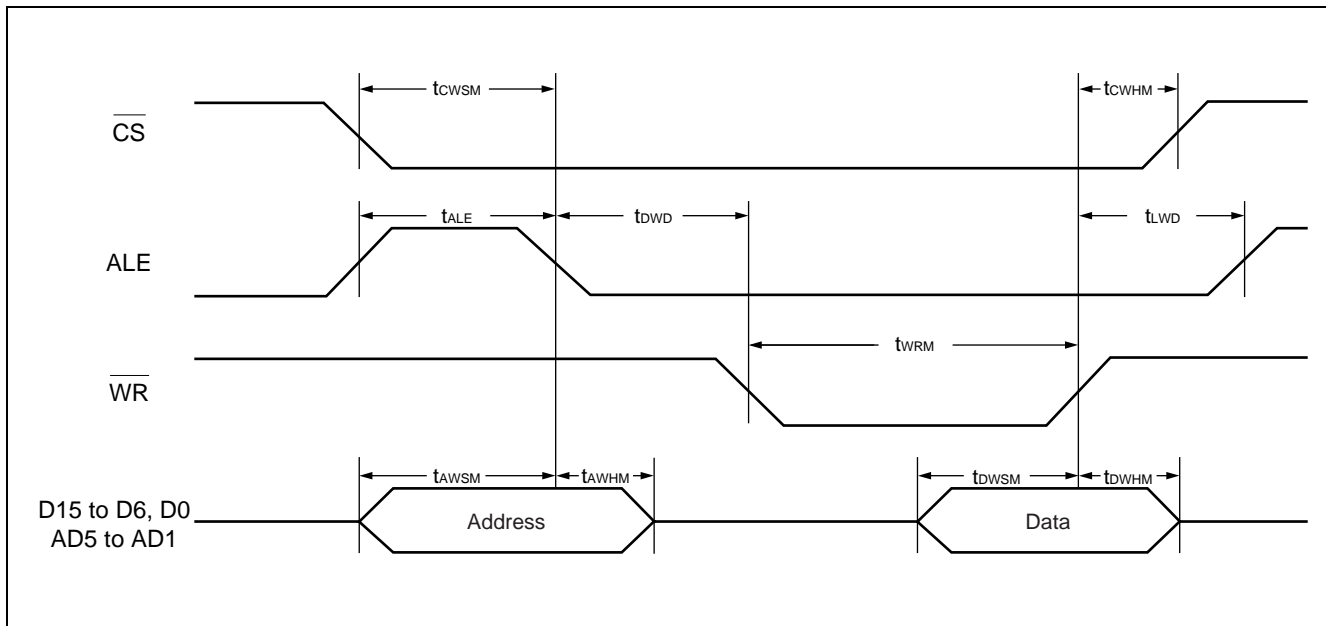 tCWSM
tCWHM
CS
tALE
tDWD
tLWD
ALE
tWRM
WR
tAWSM
tAWHM
tDWSM
tDWHM
D15 to D6, D0
AD5 to AD1
Address
Data